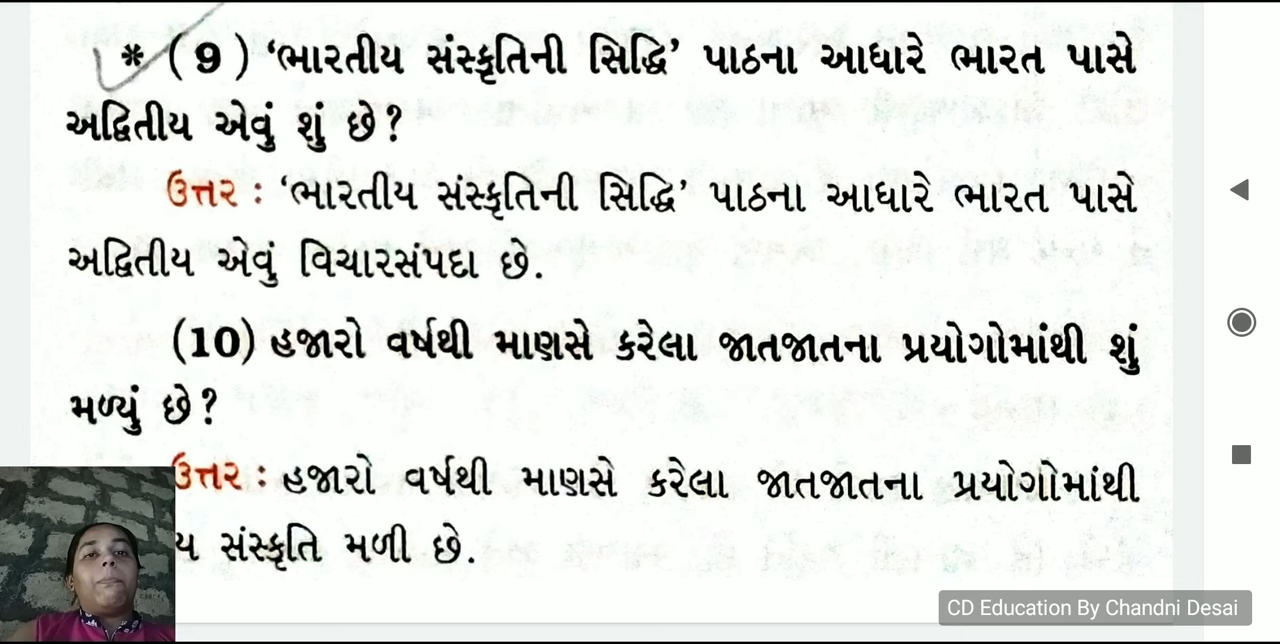 * (9) ‘ભારતીય સંસ્કૃતિની સિદ્ધિ’ પાઠના આધારે ભારત પાસે
અદ્વિતીય એવું શું છે?
ઉત્તર : ‘ભારતીય સંસ્કૃતિની સિદ્ધિ’ પાઠના આધારે ભારત પાસે
અદ્વિતીય એવું વિચારસંપદા છે.
(10) હજારો વર્ષથી માણસે કરેલા જાતજાતના પ્રયોગોમાંથી શું
મળ્યું છે?
ઉત્તર : હજારો વર્ષથી માણસે કરેલા જાતજાતના પ્રયોગોમાંથી
સંસ્કૃતિ મળી છે.
CD Education By Chandni Desai